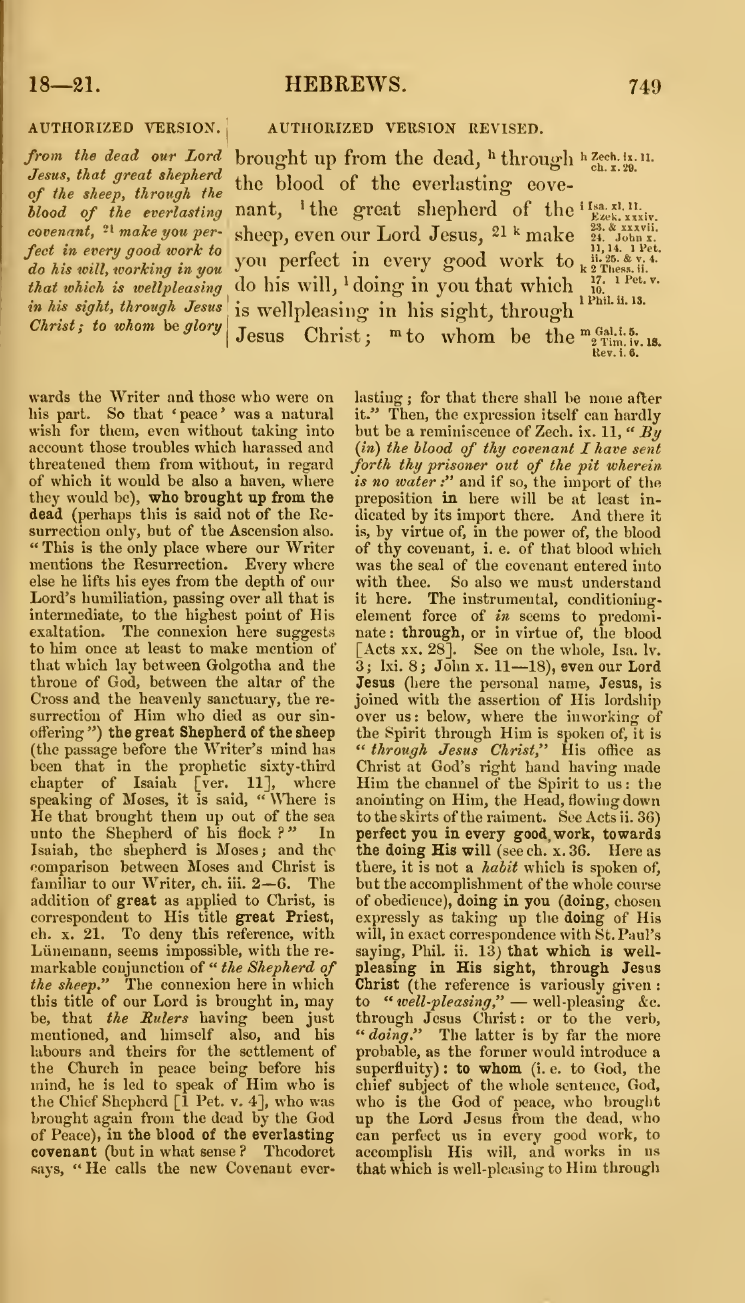 18—21.
HEBREWS.
749
AUTHORIZED VERSION.
from the dead our Lord
Jesus, that great shepherd
of the sheep, through the
blood of the everlasting
covenant, 21 make you per-
fect in every good work to
do his will, working in you
that which is wellpleasing
in his sight, through Jesus
Christ; to whom be glory
AUTHORIZED VERSION REVISED.
brought up from the dead, h through
the blood of the everlasting cove-
nant, i the great shepherd of the
sheep, even our Lord Jesus, 21 k make
you perfect in every good work to
do his will, l doing in you that which
is wellpleasing in his sight, through
Jesus Christ; m to whom be the
h Zech. ix. 11.
ch. x. 29.
i Isa. xl. 11.
Ezek. xxxiv.
23. & xxxvii.
24. John x.
11, 14. 1 Pet.
ii. 25. & v. 4.
k 2 Thess. ii.
17. 1 Pet. v.
10.
l Phil. ii. 13.
m Gal. i. 5.
2 Tim. iv. 18.
Rev. i. 6.
wards the Writer and those who were on
his part. So that ‘peace’ was a natural
wish for them, even without taking into
account those troubles which harassed and
threatened them from without, in regard
of which it would be also a haven, where
they would be), who brought up from the
dead (perhaps this is said not of the Re-
surrection only, but of the Ascension also.
“This is the only place where our Writer
mentions the Resurrection. Every where
else he lifts his eyes from the depth of our
Lord's humiliation, passing over all that is
intermediate, to the highest point of His
exaltation. The connexion here suggests
to him once at least to make mention of
that which lay between Golgotha and the
throne of God, between the altar of the
Cross and the heavenly sanctuary, the re-
surrection of Him who died as our sin-
offering”) the great Shepherd of the sheep
(the passage before the Writer's mind has
been that in the prophetic sixty-third
chapter of Isaiah [ver. 11], where
speaking of Moses, it is said, “Where is
He that brought them up out of the sea
unto the Shepherd of his flock?” In
Isaiah, the shepherd is Moses; and the
comparison between Moses and Christ is
familiar to our Writer, ch. iii. 2—6. The
addition of great as applied to Christ, is
correspondent to His title great Priest,
ch. x. 21. To deny this reference, with
Lünemann, seems impossible, with the re-
markable conjunction of “the Shepherd of
the sheep.” The connexion here in which
this title of our Lord is brought in, may
be, that the Rulers having been just
mentioned, and himself also, and his
labours and theirs for the settlement of
the Church in peace being before his
mind, he is led to speak of Him who is
the Chief Shepherd [1 Pet. v. 4], who was
brought again from the dead by the God
of Peace), in the blood of the everlasting
covenant (but in what sense? Theodoret
says, “He calls the new Covenant ever-
lasting; for that there shall be none after
it.” Then, the expression itself can hardly
but be a reminiscence of Zech. ix. 11, “By
(in) the blood of thy covenant I have sent
forth thy prisoner out of the pit wherein
is no water:” and if so, the import of the
preposition in here will be at least in-
dicated by its import there. And there it
is, by virtue of, in the power of, the blood
of thy covenant, i. e. of that blood which
was the seal of the covenant entered into
with thee. So also we must understand
it here. The instrumental, conditioning-
element force of in seems to predomi-
nate: through, or in virtue of, the blood
[Acts xx. 28]. See on the whole, Isa. lv.
3; lxi. 8; John x. 11—18), even our Lord
Jesus (here the personal name, Jesus, is
joined with the assertion of His lordship
over us: below, where the inworking of
the Spirit through Him is spoken of, it is
“through Jesus Christ,” His office as
Christ at God's right hand having made
Him the channel of the Spirit to us: the
anointing on Him, the Head, flowing down
to the skirts of the raiment. See Acts ii. 36)
perfect you in every good work, towards
the doing His will (see ch. x. 36. Here as
there, it is not a habit which is spoken of,
but the accomplishment of the whole course
of obedience), doing in you (doing, chosen
expressly as taking up the doing of His
will, in exact correspondence with St. Paul's
saying, Phil. ii. 13) that which is well-
pleasing in His sight, through Jesus
Christ (the reference is variously given:
to “well-pleasing,” — well-pleasing &c.
through Jesus Christ: or to the verb,
“doing.” The latter is by far the more
probable, as the former would introduce a
superfluity): to whom (i. e. to God, the
chief subject of the whole sentence, God,
who is the God of peace, who brought
up the Lord Jesus from the dead, who
can perfect us in every good work, to
accomplish His will, and works in us
that which is well-pleasing to Him through